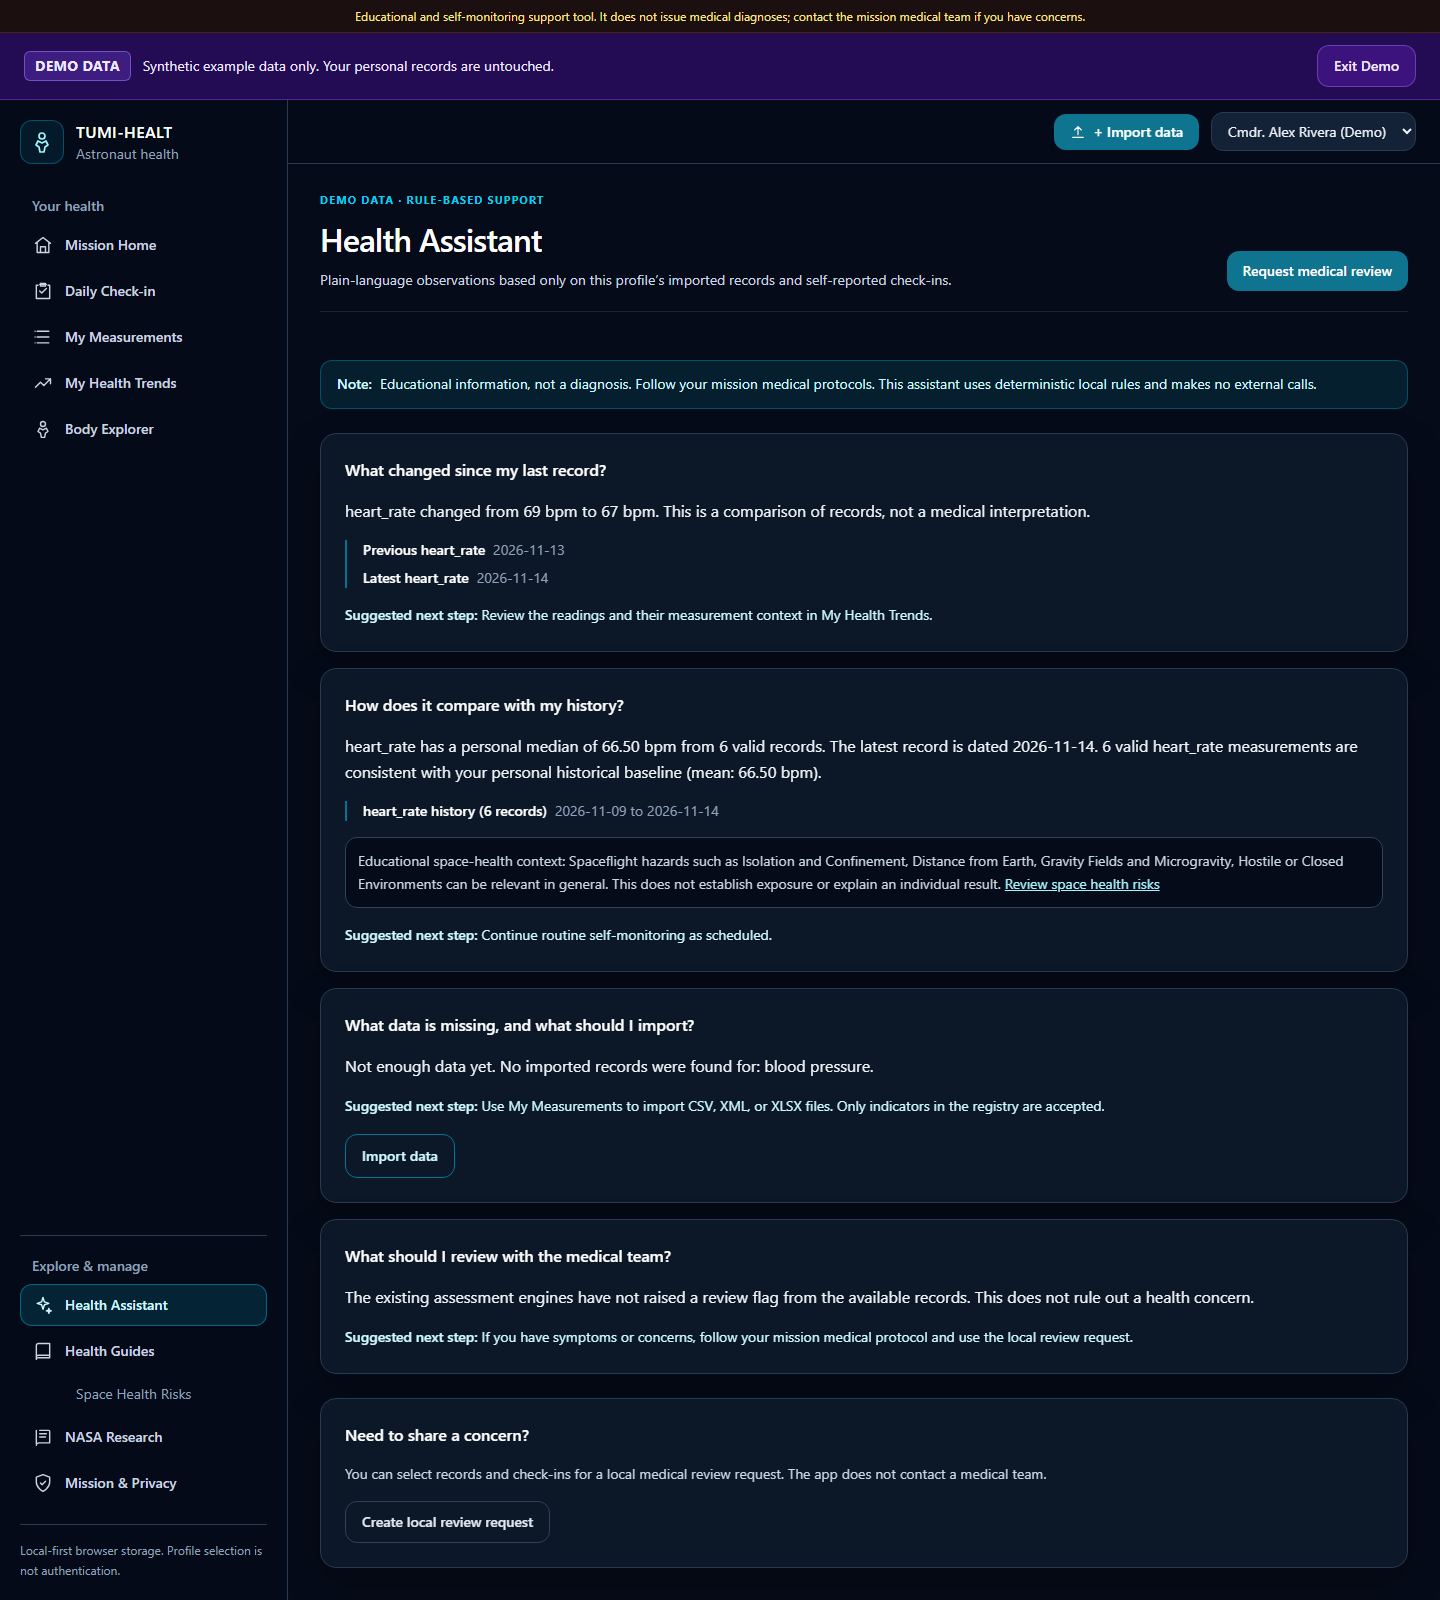 Educational and self-monitoring support tool. It does not issue medical diagnoses; contact the mission medical team if you have concerns.
DEMO DATA
Synthetic example data only. Your personal records are untouched.
Exit Demo
TUMI-HEALT
Astronaut health
+ Import data
Cmdr. Alex Rivera (Demo)
Your health
Mission Home
Daily Check-in
My Measurements
My Health Trends
Body Explorer
Explore & manage
Health Assistant
Health Guides
Space Health Risks
NASA Research
Mission & Privacy
Local-first browser storage. Profile selection is
not authentication.
DEMO DATA · RULE-BASED SUPPORT
Health Assistant
Plain-language observations based only on this profile’s imported records and self-reported check-ins.
Request medical review
Note: Educational information, not a diagnosis. Follow your mission medical protocols. This assistant uses deterministic local rules and makes no external calls.
What changed since my last record?
heart_rate changed from 69 bpm to 67 bpm. This is a comparison of records, not a medical interpretation.
Previous heart_rate 2026-11-13
Latest heart_rate 2026-11-14
Suggested next step: Review the readings and their measurement context in My Health Trends.
How does it compare with my history?
heart_rate has a personal median of 66.50 bpm from 6 valid records. The latest record is dated 2026-11-14. 6 valid heart_rate measurements are
consistent with your personal historical baseline (mean: 66.50 bpm).
heart_rate history (6 records) 2026-11-09 to 2026-11-14
Educational space-health context: Spaceflight hazards such as Isolation and Confinement, Distance from Earth, Gravity Fields and Microgravity, Hostile or Closed
Environments can be relevant in general. This does not establish exposure or explain an individual result. Review space health risks
Suggested next step: Continue routine self-monitoring as scheduled.
What data is missing, and what should I import?
Not enough data yet. No imported records were found for: blood pressure.
Suggested next step: Use My Measurements to import CSV, XML, or XLSX files. Only indicators in the registry are accepted.
Import data
What should I review with the medical team?
The existing assessment engines have not raised a review flag from the available records. This does not rule out a health concern.
Suggested next step: If you have symptoms or concerns, follow your mission medical protocol and use the local review request.
Need to share a concern?
You can select records and check-ins for a local medical review request. The app does not contact a medical team.
Create local review request